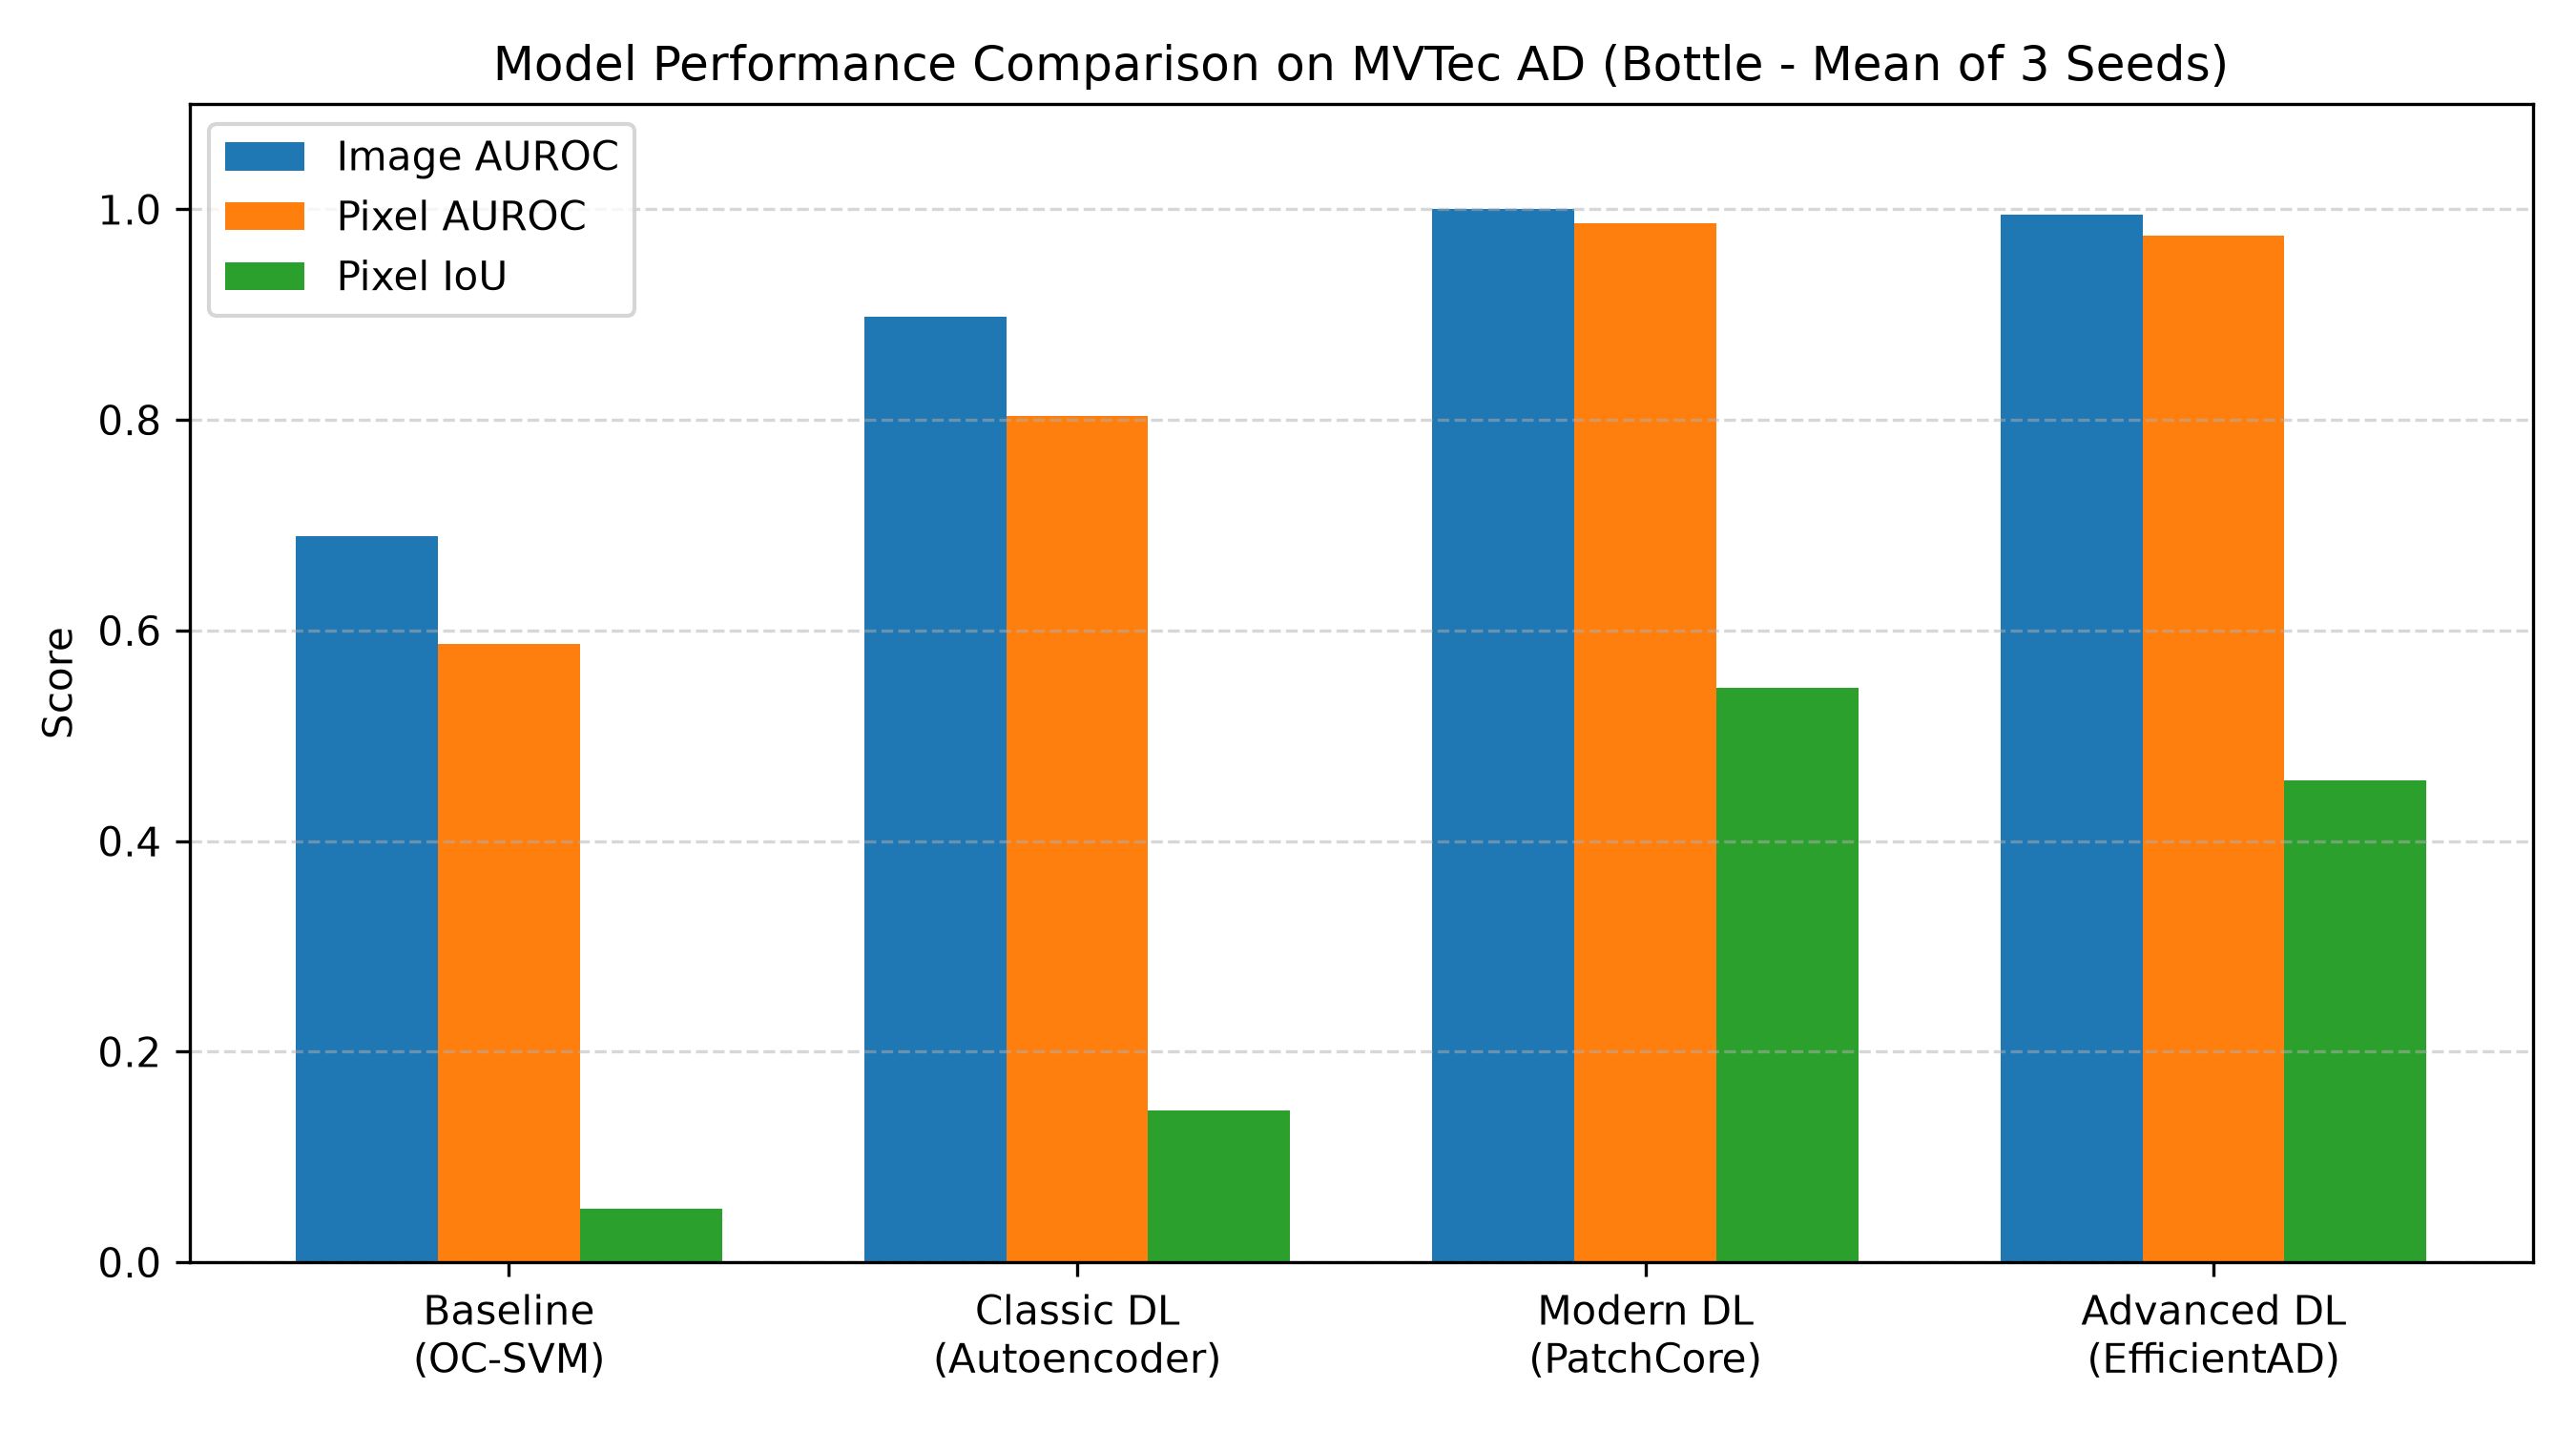 Model Performance Comparison on MVTec AD (Bottle - Mean of 3 Seeds)
Image AUROC
Pixel AUROC
Pixel IoU
Score
1.0
0.8
0.6
0.4
0.2
0.0
Baseline
(OC-SVM)
Classic DL
(Autoencoder)
Modern DL
(PatchCore)
Advanced DL
(EfficientAD)